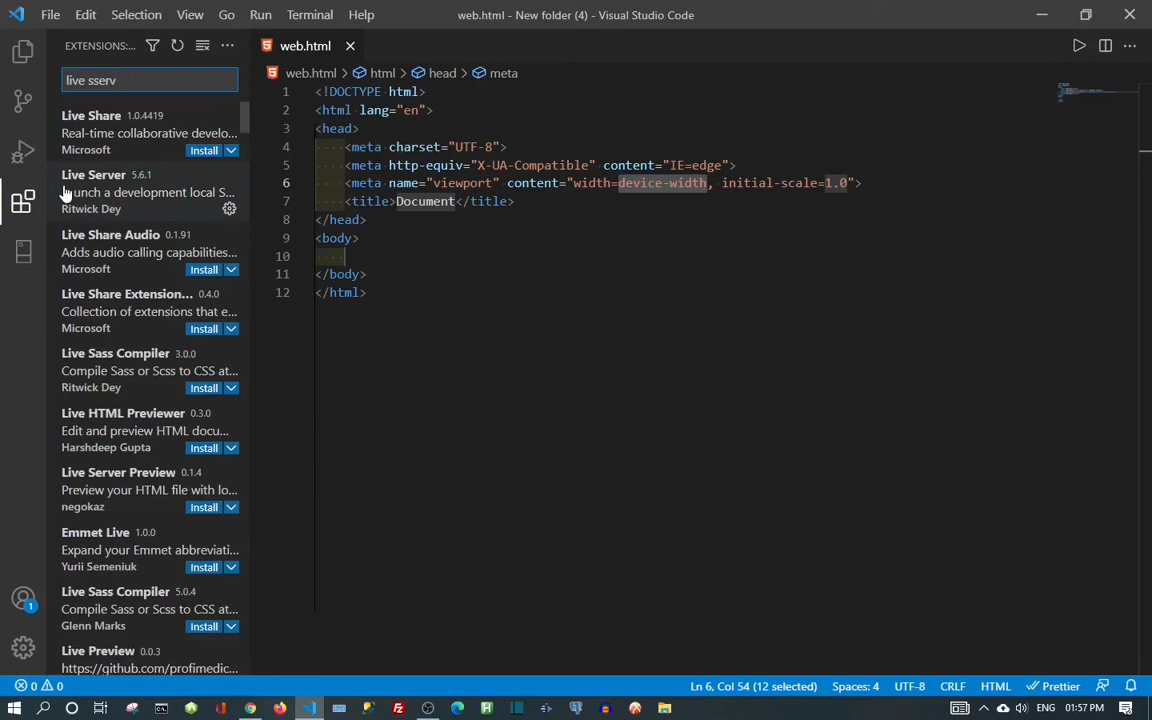 File Edit Selection View Go Run Terminal Help web.html - New folder (4) - Visual Studio Code
EXTENSIONS:...
live sserv
Live Share 1.0.4419
Real-time collaborative develo...
Microsoft Install
Live Server 5.6.1
aunch a development local S...
Ritwick Dey
Live Share Audio 0.1.91
Adds audio calling capabilities...
Microsoft Install
Live Share Extension... 0.4.0
Collection of extensions that e...
Microsoft Install
Live Sass Compiler 3.0.0
Compile Sass or Scss to CSS at...
Ritwick Dey Install
Live HTML Previewer 0.3.0
Edit and preview HTML docu...
Harshdeep Gupta Install
Live Server Preview 0.1.4
Preview your HTML file with lo...
negokaz Install
Emmet Live 1.0.0
Expand your Emmet abbreviati...
Yurii Semeniuk Install
Live Sass Compiler 5.0.4
Compile Sass or Scss to CSS at...
Glenn Marks Install
Live Preview 0.0.3
https://github.com/profimedic...
1
web.html
web.html > html > head > meta
1 <!DOCTYPE html>
2 <html lang="en">
3 <head>
4 <meta charset="UTF-8">
5 <meta http-equiv="X-UA-Compatible" content="IE=edge">
6 <meta name="viewport" content="width=device-width, initial-scale=1.0">
7 <title>Document</title>
8 </head>
9 <body>
10
11 </body>
12 </html>
0 0 Ln 6, Col 54 (12 selected) Spaces: 4 UTF-8 CRLF HTML Prettier
ENG 01:57 PM